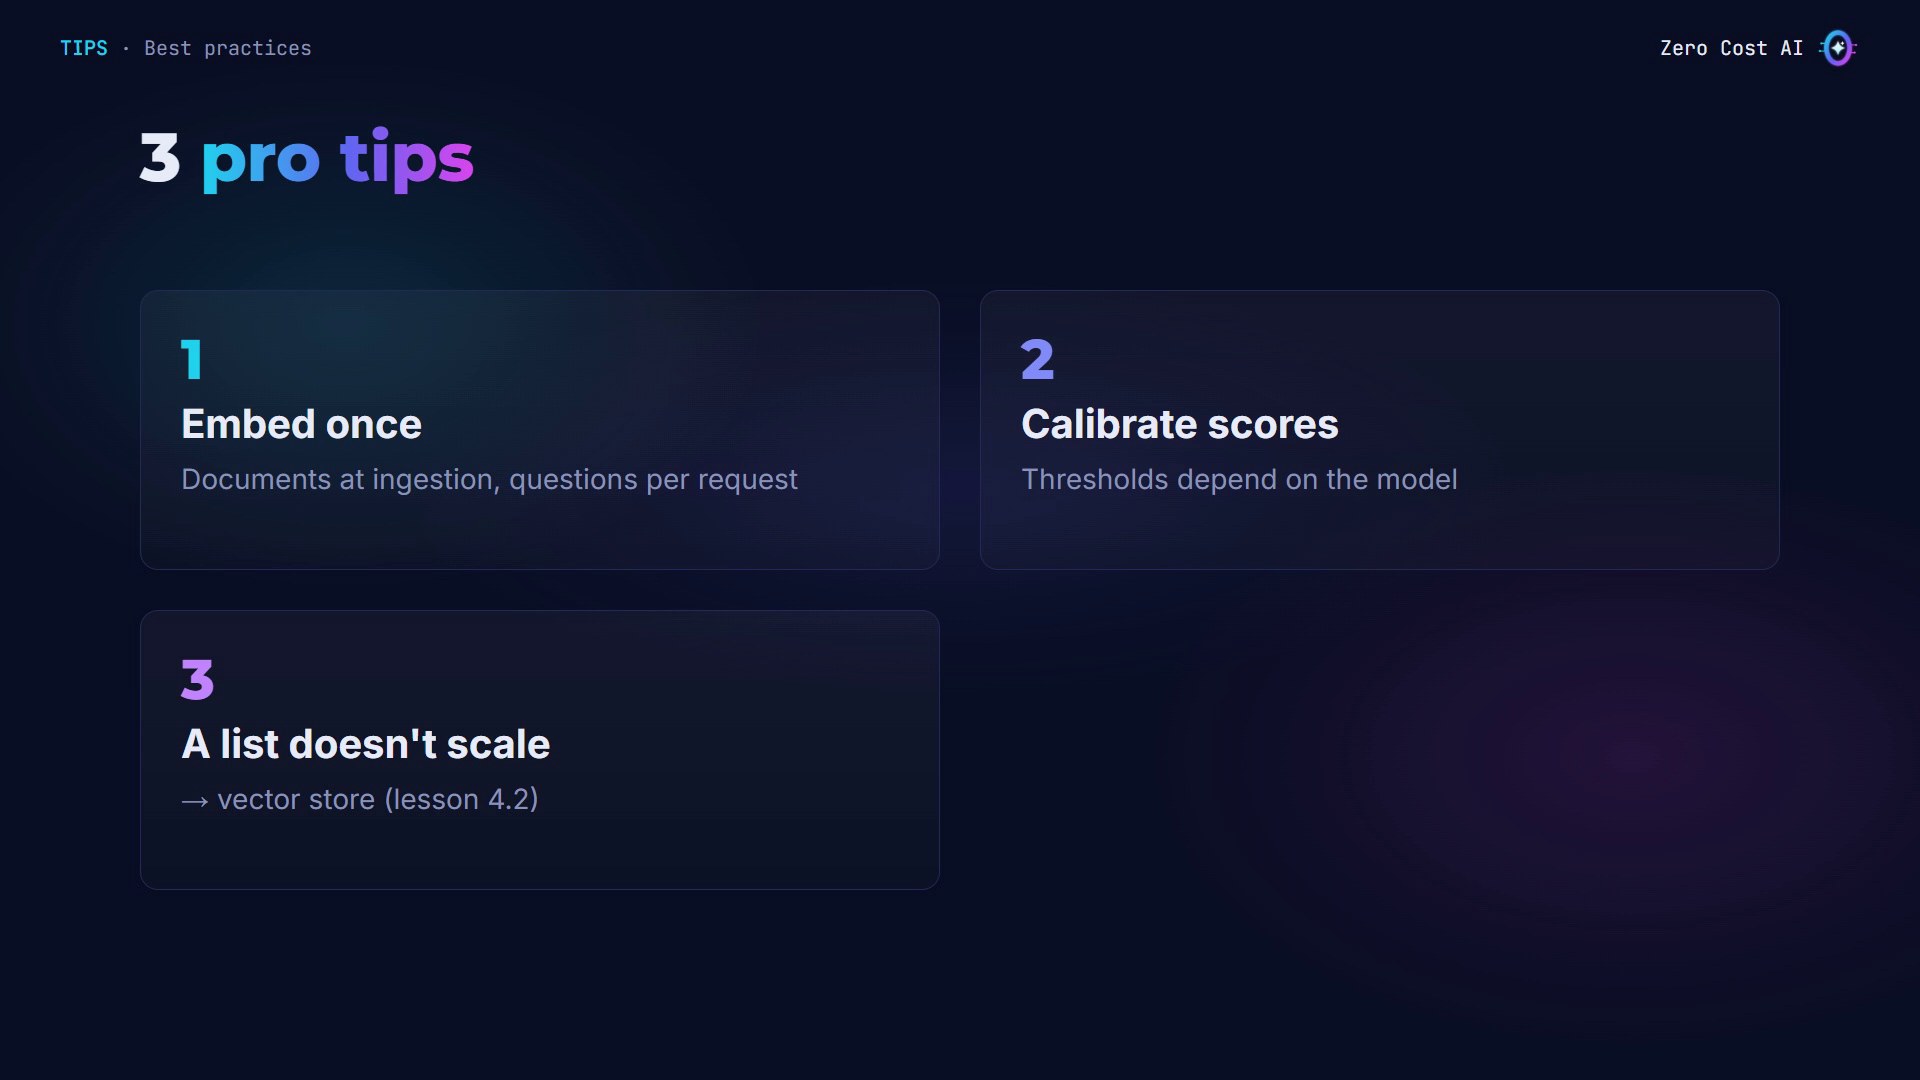 TIPS · Best practices
Zero Cost AI
3 pro tips
1
Embed once
Documents at ingestion, questions per request
2
Calibrate scores
Thresholds depend on the model
3
A list doesn't scale
→ vector store (lesson 4.2)